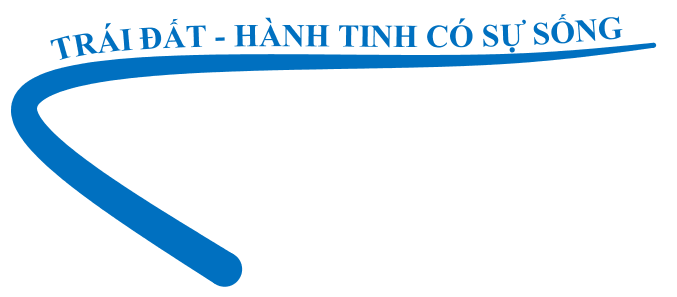 TRÁI ĐẤT - HÀNH TINH CÓ SỰ SỐNG